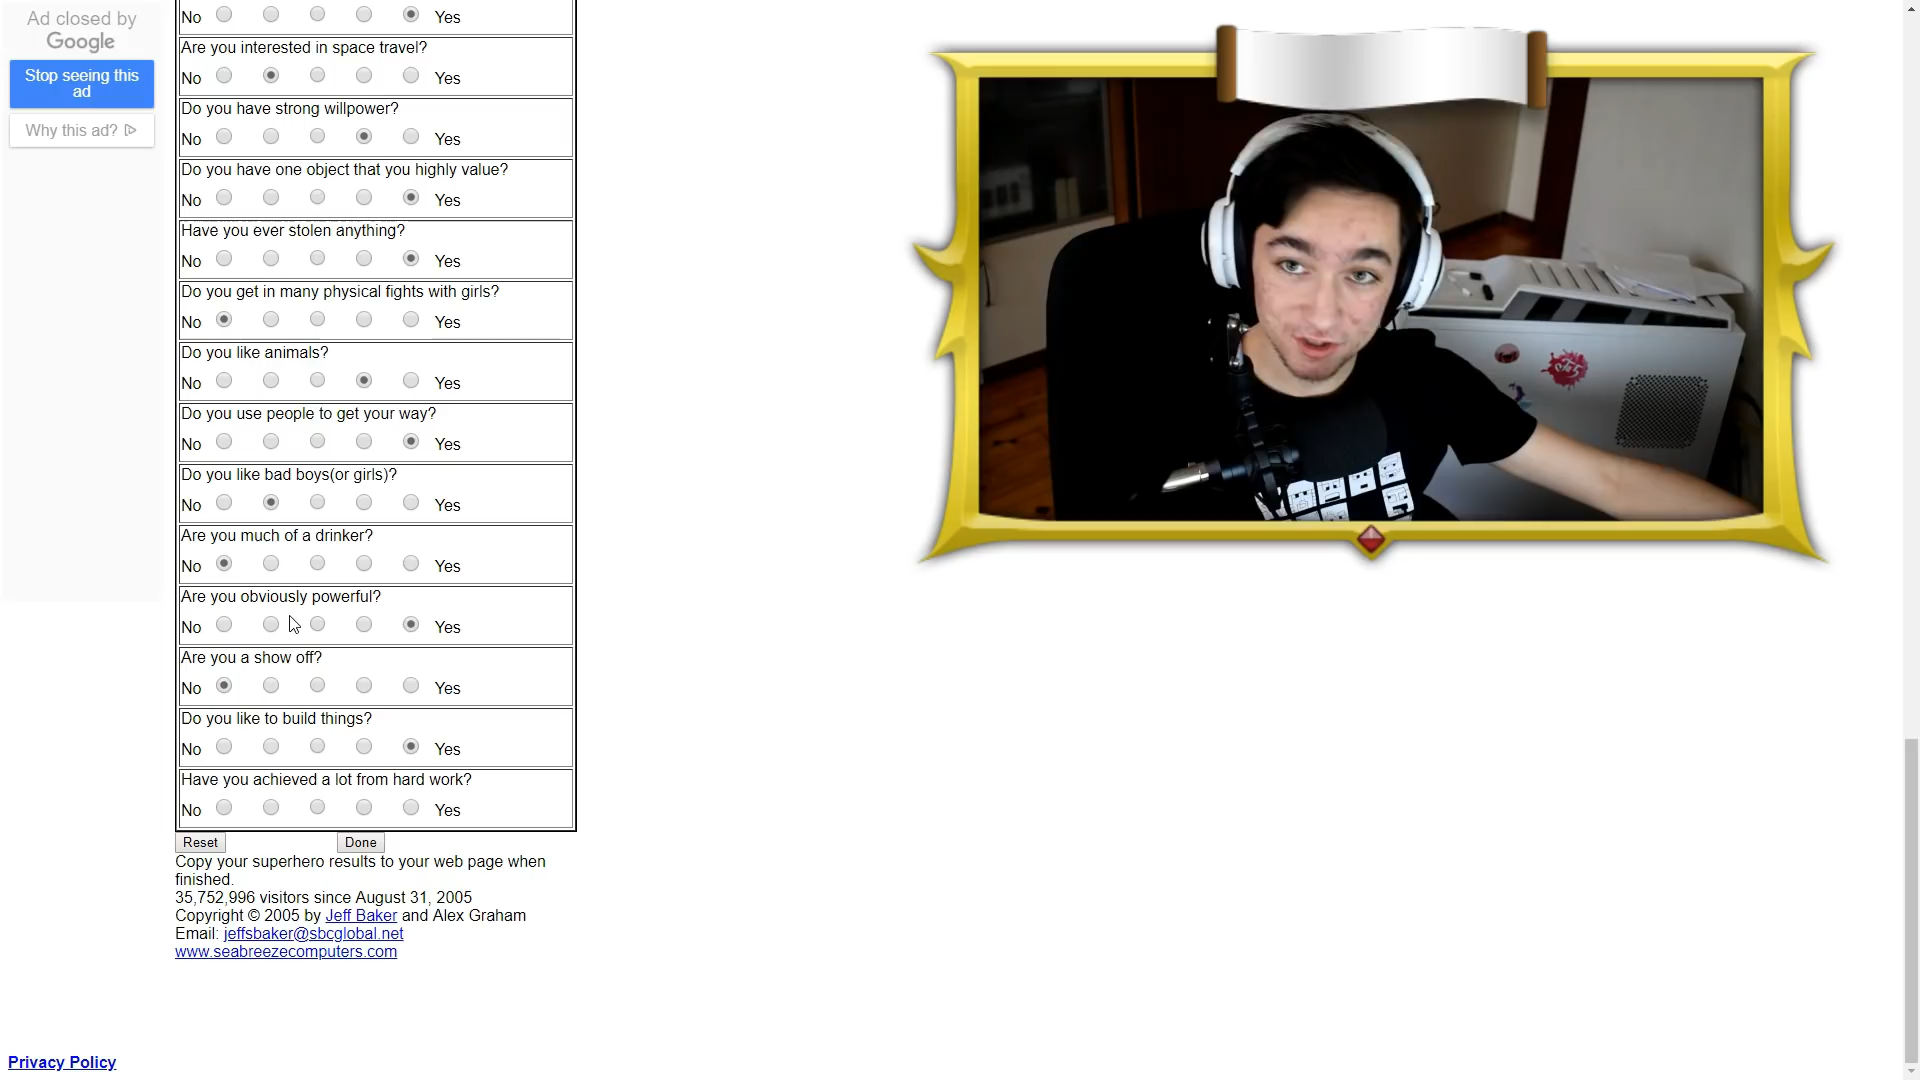 Ad closed by
Google
Stop seeing this
ad
Why this ad?
No Yes
Are you interested in space travel?
No Yes
Do you have strong willpower?
No Yes
Do you have one object that you highly value?
No Yes
Have you ever stolen anything?
No Yes
Do you get in many physical fights with girls?
No Yes
Do you like animals?
No Yes
Do you use people to get your way?
No Yes
Do you like bad boys(or girls)?
No Yes
Are you much of a drinker?
No Yes
Are you obviously powerful?
No Yes
Are you a show off?
No Yes
Do you like to build things?
No Yes
Have you achieved a lot from hard work?
No Yes
Reset Done
Copy your superhero results to your web page when
finished.
35,752,996 visitors since August 31, 2005
Copyright © 2005 by Jeff Baker and Alex Graham
Email: jeffsbaker@sbcglobal.net
www.seabreezecomputers.com
Privacy Policy